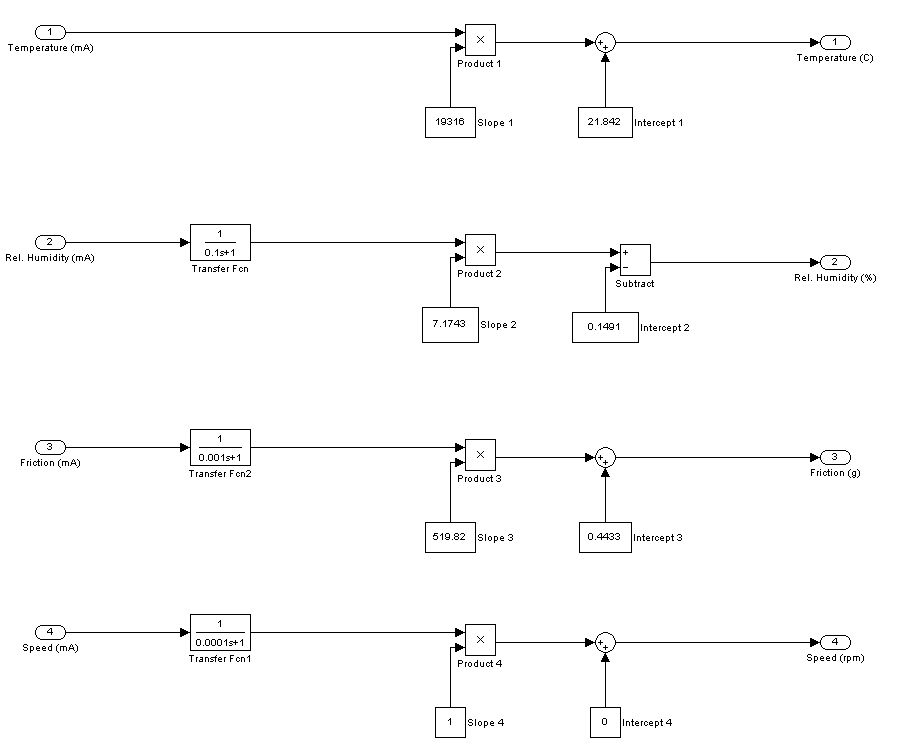 1
Temperature (mA)
×
Product 1
+
+
1
Temperature (C)
19316
Slope 1
21.842
Intercept 1
2
Rel. Humidity (mA)
1
0.1s+1
Transfer Fcn
×
Product 2
+
−
Subtract
2
Rel. Humidity (%)
7.1743
Slope 2
0.1491
Intercept 2
3
Friction (mA)
1
0.001s+1
Transfer Fcn2
×
Product 3
+
+
3
Friction (g)
519.82
Slope 3
0.4433
Intercept 3
4
Speed (mA)
1
0.0001s+1
Transfer Fcn1
×
Product 4
+
+
4
Speed (rpm)
1
Slope 4
0
Intercept 4